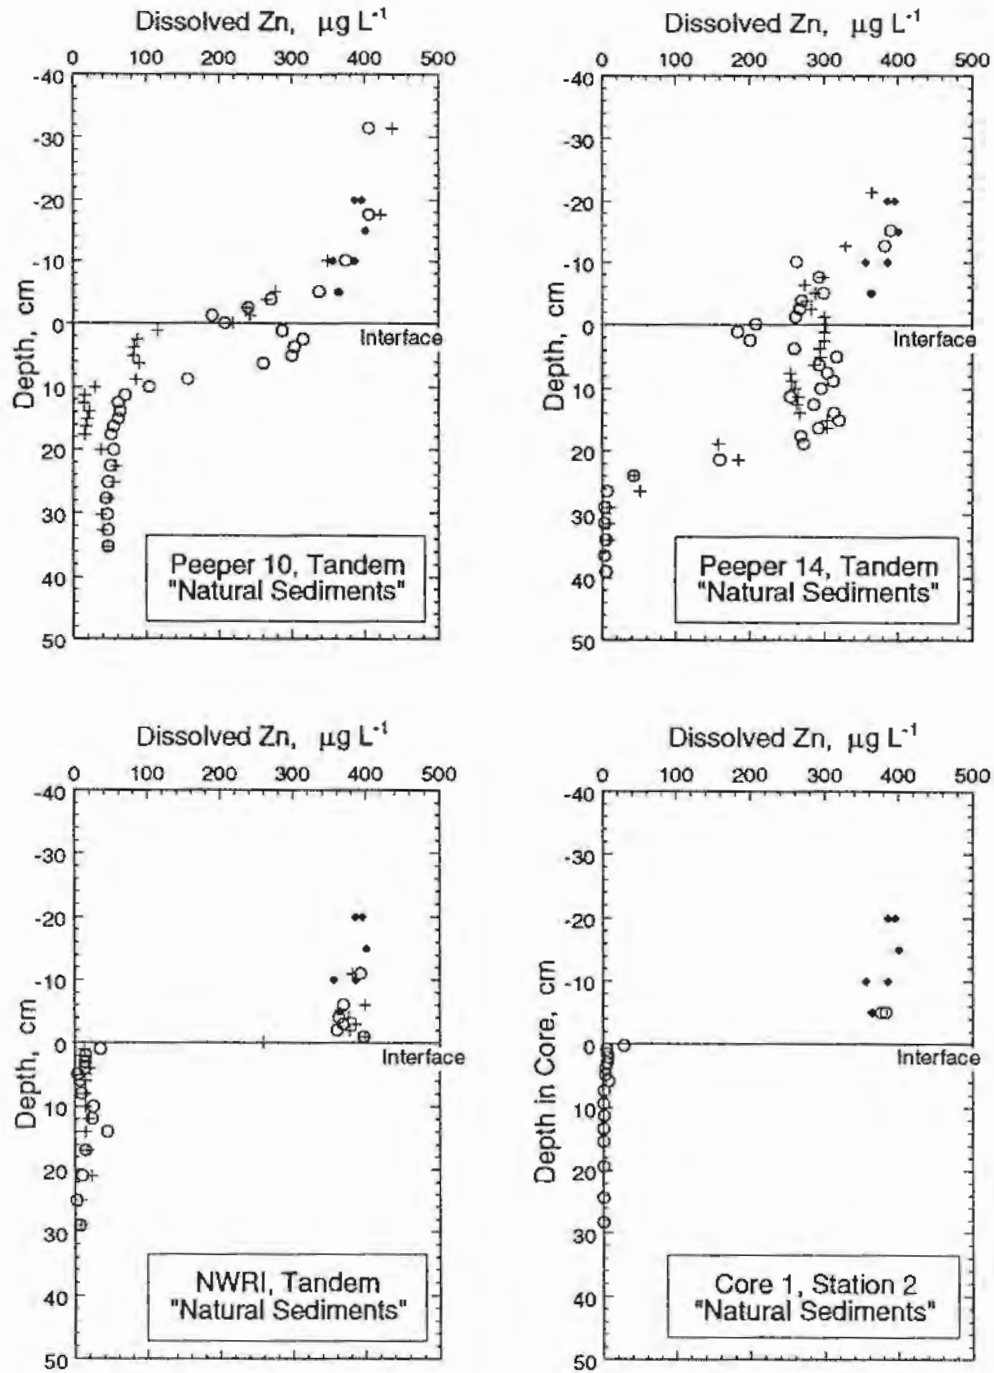 Dissolved Zn, µg L-1
0 100 200 300 400 500
-40
-30
-20
-10
0
10
20
30
40
50
Depth, cm
Interface
Peeper 10, Tandem
"Natural Sediments"
Dissolved Zn, µg L-1
0 100 200 300 400 500
-40
-30
-20
-10
0
10
20
30
40
50
Depth, cm
Interface
Peeper 14, Tandem
"Natural Sediments"
Dissolved Zn, µg L-1
0 100 200 300 400 500
-40
-30
-20
-10
0
10
20
30
40
50
Depth, cm
Interface
NWRI, Tandem
"Natural Sediments"
Dissolved Zn, µg L-1
0 100 200 300 400 500
-40
-30
-20
-10
0
10
20
30
40
50
Depth in Core, cm
Interface
Core 1, Station 2
"Natural Sediments"